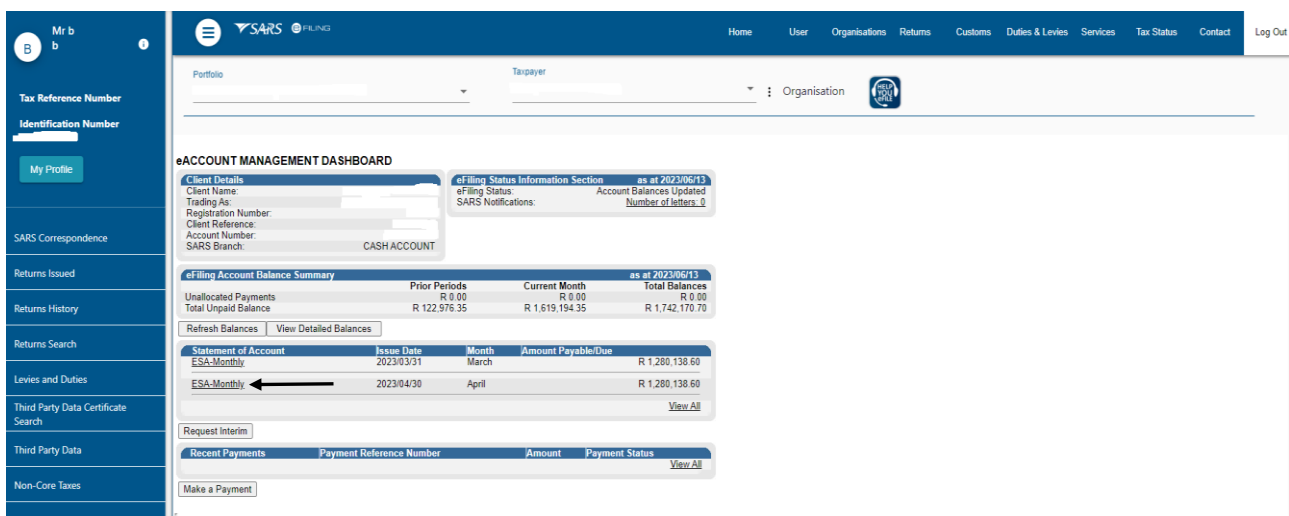 Mr b
b
B
Tax Reference Number
Identification Number
My Profile
SARS Correspondence
Returns Issued
Returns History
Returns Search
Levies and Duties
Third Party Data Certificate
Search
Third Party Data
Non-Core Taxes
SARS eFILING
Home User Organisations Returns Customs Duties & Levies Services Tax Status Contact Log Out
Portfolio Taxpayer
Organisation
HELP
YOU
eFILE
eACCOUNT MANAGEMENT DASHBOARD
Client Details
Client Name:
Trading As:
Registration Number:
Client Reference:
Account Number:
SARS Branch: CASH ACCOUNT
eFiling Status Information Section as at 2023/06/13
eFiling Status: Account Balances Updated
SARS Notifications: Number of letters: 0
eFiling Account Balance Summary as at 2023/06/13
Prior Periods Current Month Total Balances
Unallocated Payments R 0.00 R 0.00 R 0.00
Total Unpaid Balance R 122,976.35 R 1,619,194.35 R 1,742,170.70
Refresh Balances View Detailed Balances
Statement of Account Issue Date Month Amount Payable/Due
ESA-Monthly 2023/03/31 March R 1,280,138.60
ESA-Monthly 2023/04/30 April R 1,280,138.60
View All
Request Interim
Recent Payments Payment Reference Number Amount Payment Status
View All
Make a Payment